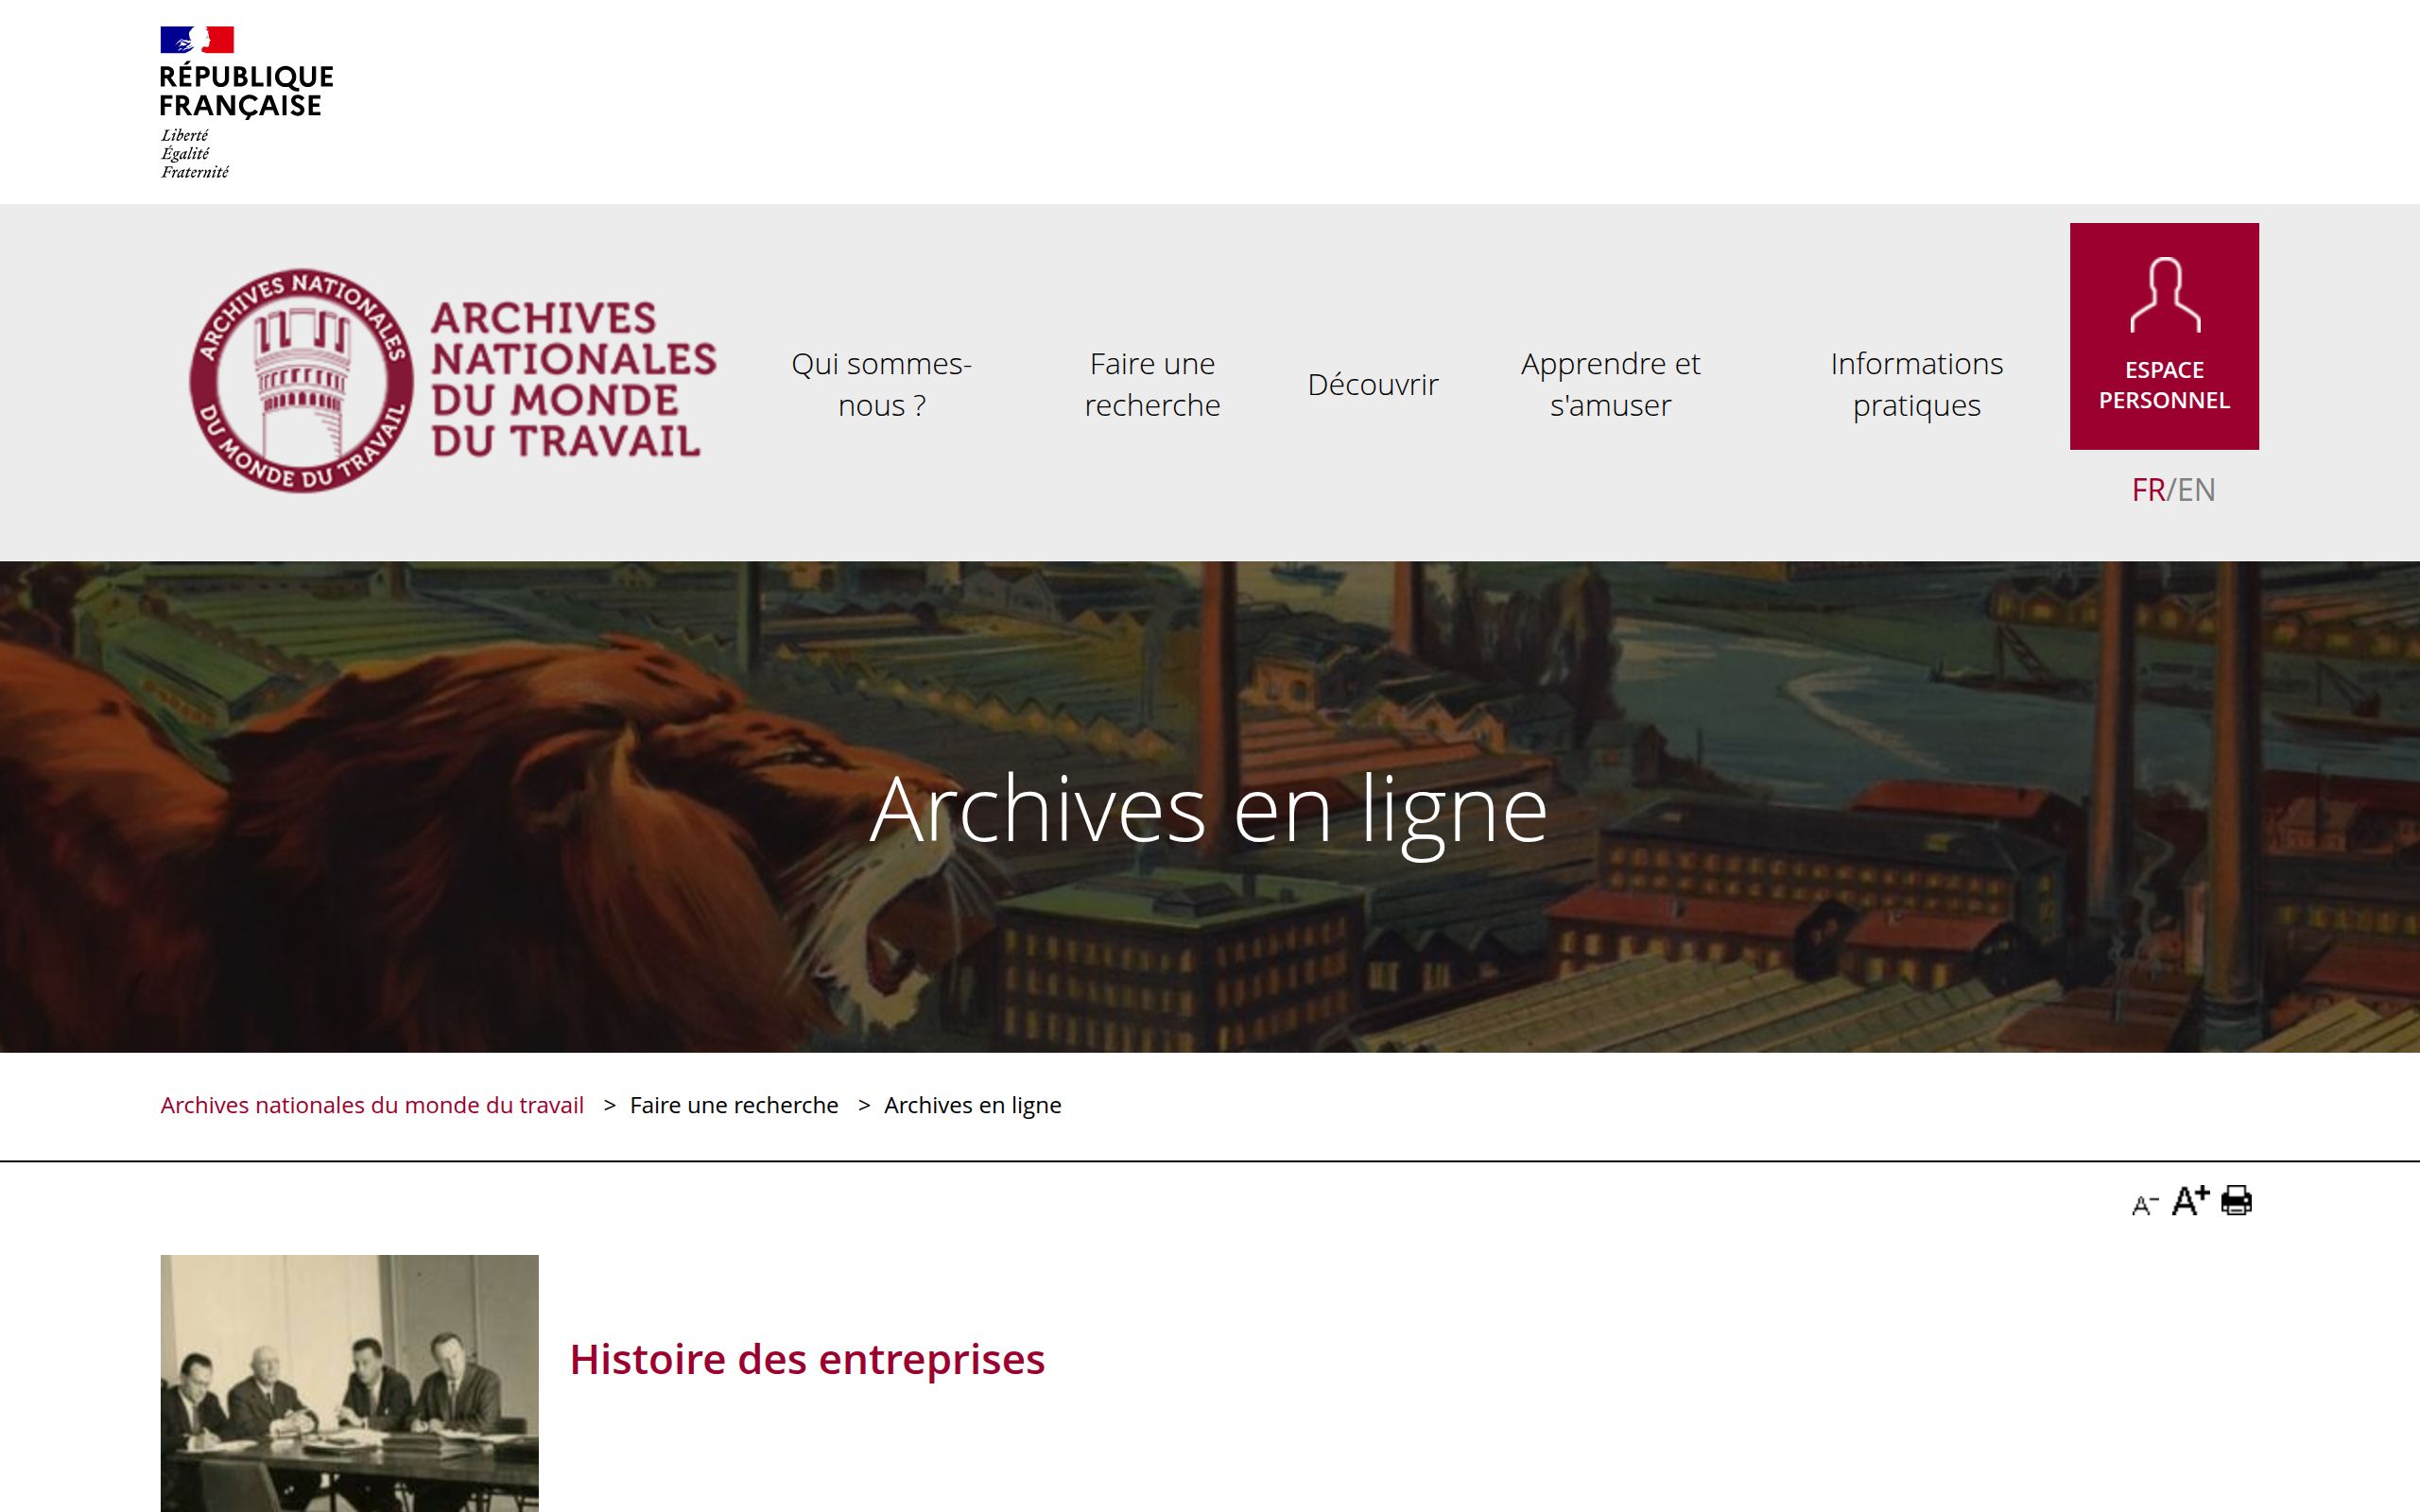 RÉPUBLIQUE
FRANÇAISE
Liberté
Égalité
Fraternité
ARCHIVES NATIONALES
DU MONDE DU TRAVAIL
ARCHIVES
NATIONALES
DU MONDE
DU TRAVAIL
Qui sommes-
nous ?
Faire une
recherche
Découvrir
Apprendre et
s'amuser
Informations
pratiques
ESPACE
PERSONNEL
FR/EN
Archives en ligne
Archives nationales du monde du travail > Faire une recherche > Archives en ligne
A- A+
Histoire des entreprises